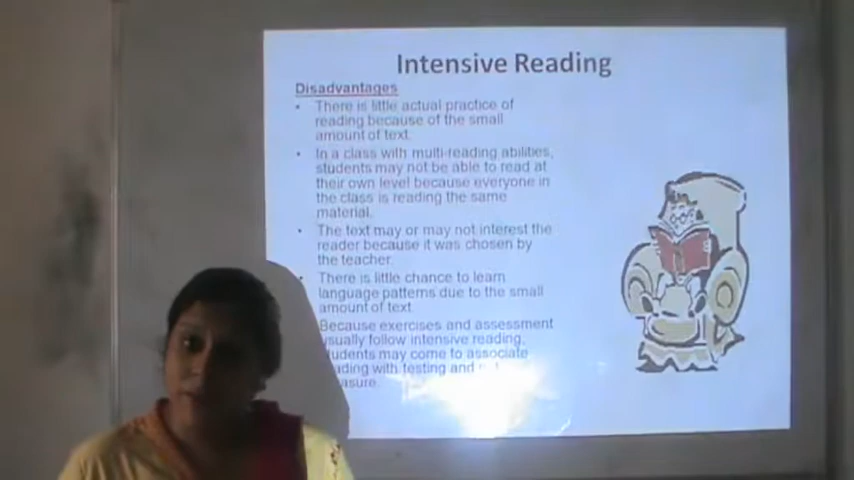 Intensive Reading
Disadvantages
• There is little actual practice of
reading because of the small
amount of text.
• In a class with multi-reading abilities,
students may not be able to read at
their own level because everyone in
the class is reading the same
material.
• The text may or may not interest the
reader because it was chosen by
the teacher.
• There is little chance to learn
language patterns due to the small
amount of text.
Because exercises and assessment
usually follow intensive reading,
students may come to associate
ading with testing and
asure.